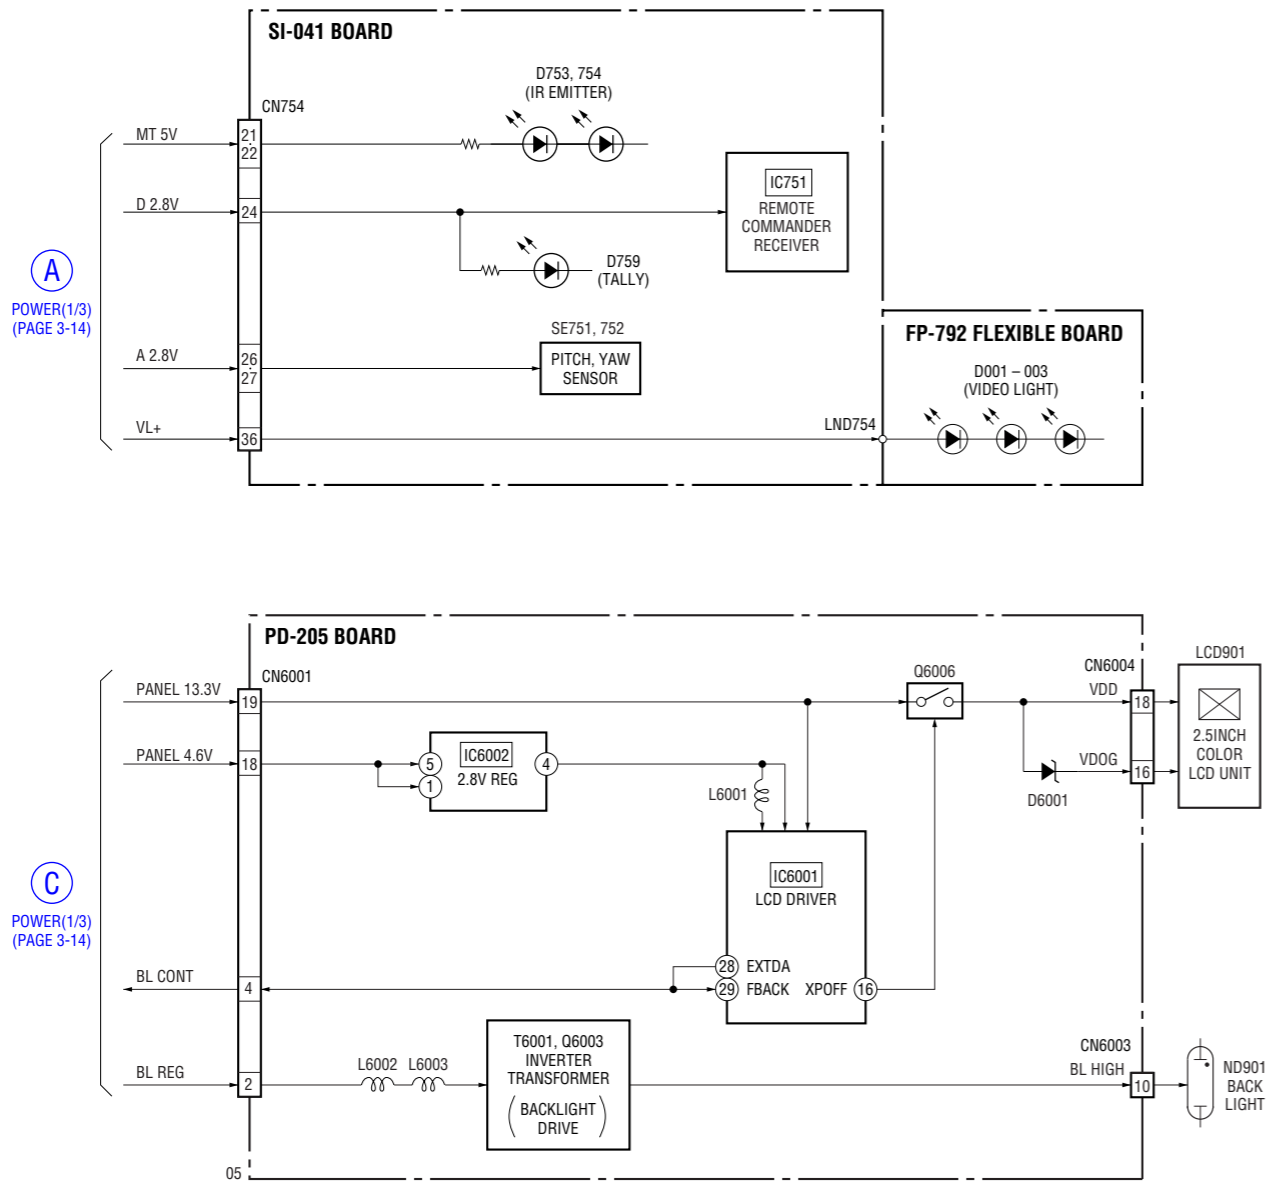 SI-041 BOARD
D753, 754
(IR EMITTER)
CN754
MT 5V
21
22
IC751
REMOTE
COMMANDER
RECEIVER
D 2.8V
24
D759
(TALLY)
A
POWER(1/3)
(PAGE 3-14)
SE751, 752
PITCH, YAW
SENSOR
A 2.8V
26
27
FP-792 FLEXIBLE BOARD
D001 – 003
(VIDEO LIGHT)
VL+
36
LND754
PD-205 BOARD
CN6001
PANEL 13.3V
19
Q6006
CN6004
VDD
18
LCD901
2.5INCH
COLOR
LCD UNIT
PANEL 4.6V
18
5
1
IC6002
2.8V REG
4
L6001
VDOG
16
D6001
IC6001
LCD DRIVER
C
POWER(1/3)
(PAGE 3-14)
28 EXTDA
BL CONT
4
29 FBACK
XPOFF 16
T6001, Q6003
INVERTER
TRANSFORMER
(BACKLIGHT
DRIVE)
BL REG
2
L6002 L6003
CN6003
BL HIGH
10
ND901
BACK
LIGHT
05